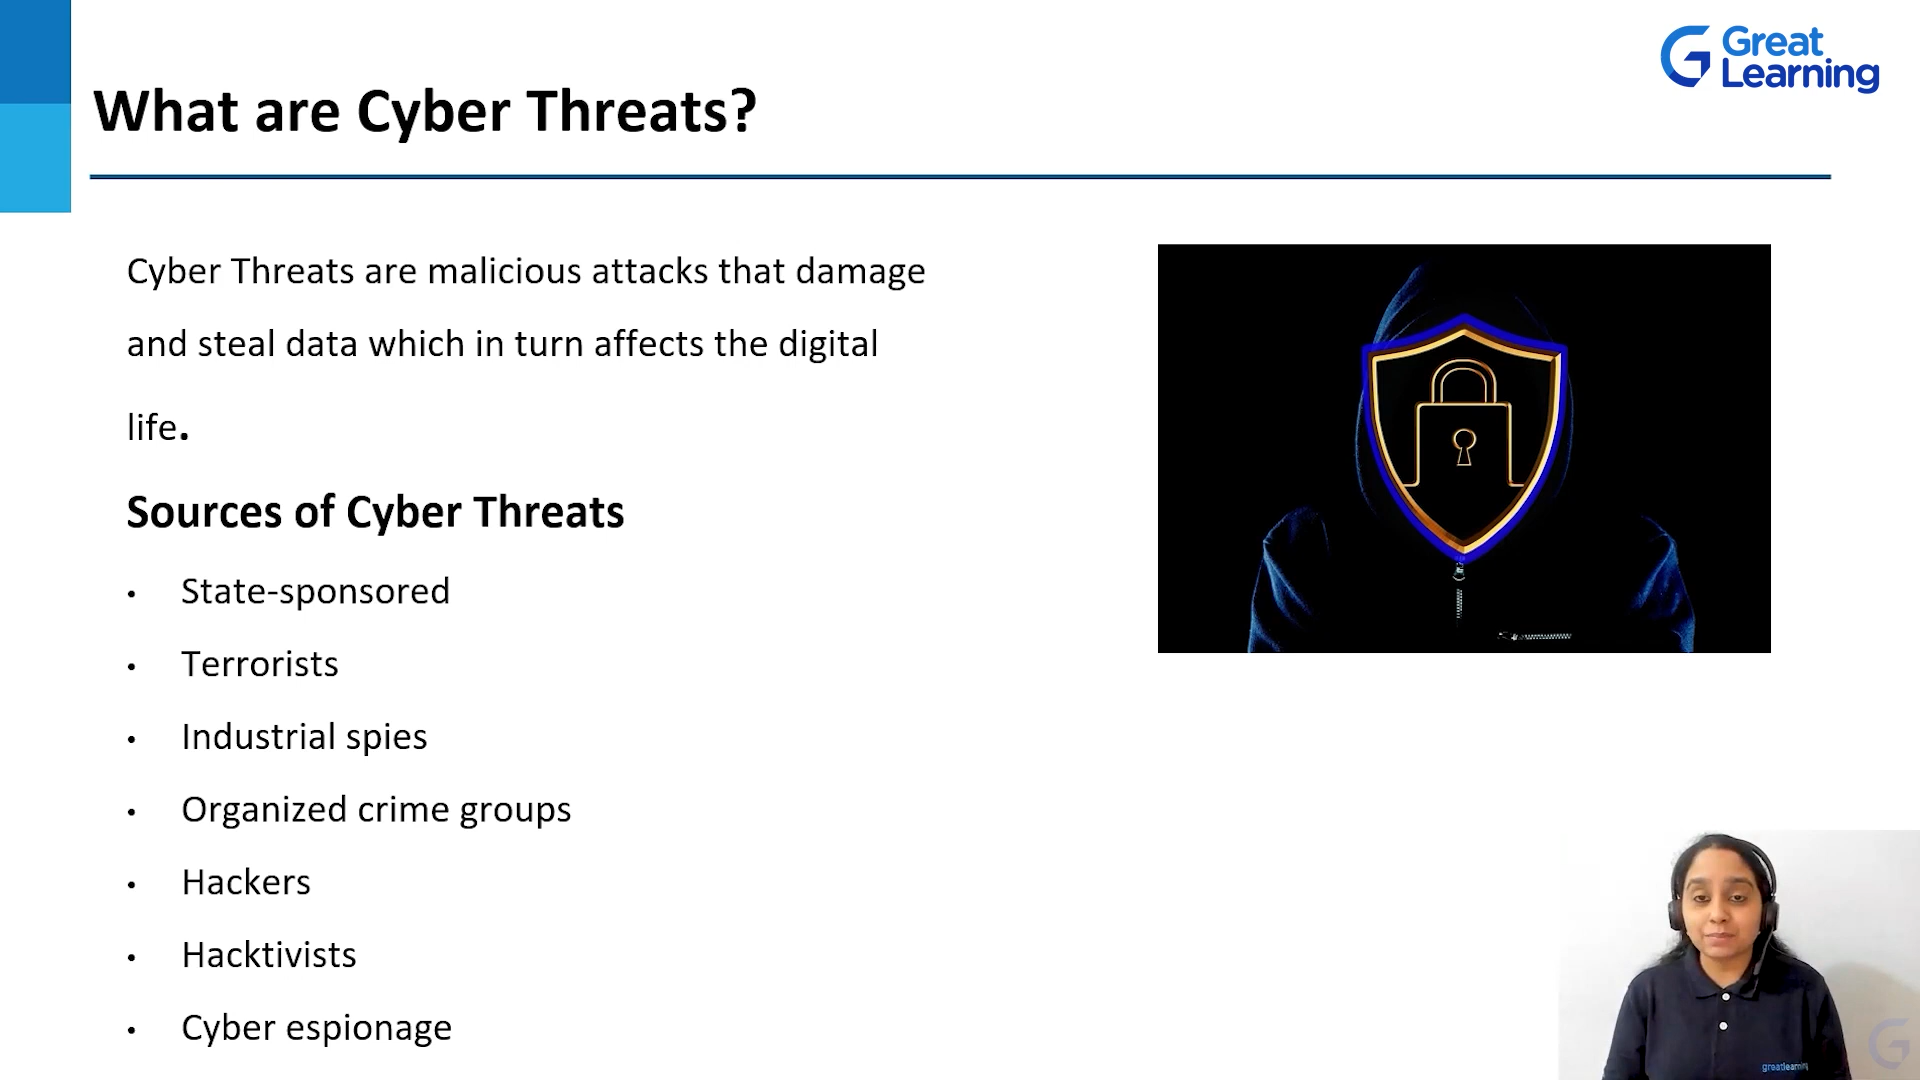 Great
Learning
What are Cyber Threats?
Cyber Threats are malicious attacks that damage
and steal data which in turn affects the digital
life.
Sources of Cyber Threats
• State-sponsored
• Terrorists
• Industrial spies
• Organized crime groups
• Hackers
• Hacktivists
• Cyber espionage
greatlearning